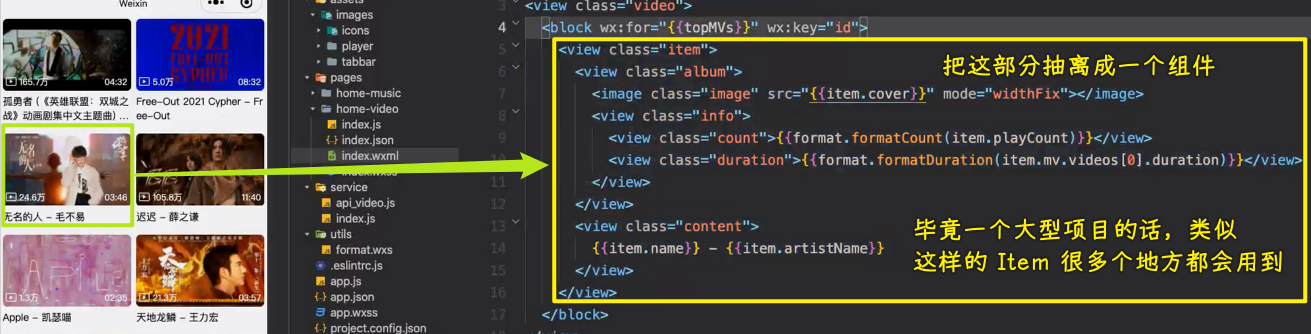 Weixin
165.7万 04:32
孤勇者 (《英雄联盟：双城之
战》动画剧集中文主题曲) ...
2021
FREE-OUT
CYPHER
5.0万 08:32
Free-Out 2021 Cypher - Fr
ee-Out
24.6万 03:46
无名的人 - 毛不易
105.8万 11:40
迟迟 - 薛之谦
1.3万 02:35
Apple - 凯瑟喵
21.3万 03:57
天地龙鳞 - 王力宏
assets
images
icons
player
tabbar
pages
home-music
home-video
index.js
index.json
index.wxml
index.wxss
service
api_video.js
index.js
utils
format.wxs
.eslintrc.js
app.js
app.json
app.wxss
project.config.json
3 <view class="video">
4 <block wx:for="{{topMVs}}" wx:key="id">
5 <view class="item">
6 <view class="album">
7 <image class="image" src="{{item.cover}}" mode="widthFix"></image>
8 <view class="info">
9 <view class="count">{{format.formatCount(item.playCount)}}</view>
10 <view class="duration">{{format.formatDuration(item.mv.videos[0].duration)}}</view>
11 </view>
12 </view>
13 <view class="content">
14 {{item.name}} - {{item.artistName}}
15 </view>
16 </view>
17 </block>
把这部分抽离成一个组件
毕竟一个大型项目的话，类似
这样的 Item 很多个地方都会用到